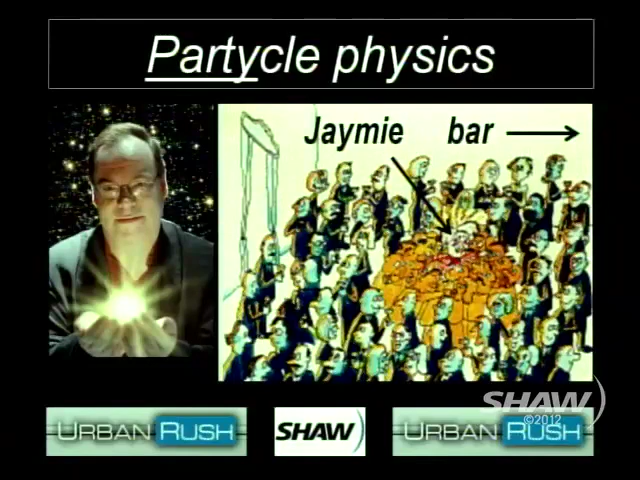 Partycle physics
Jaymie bar
URBAN RUSH
SHAW)
URBAN RUSH
SHAW)
©2012